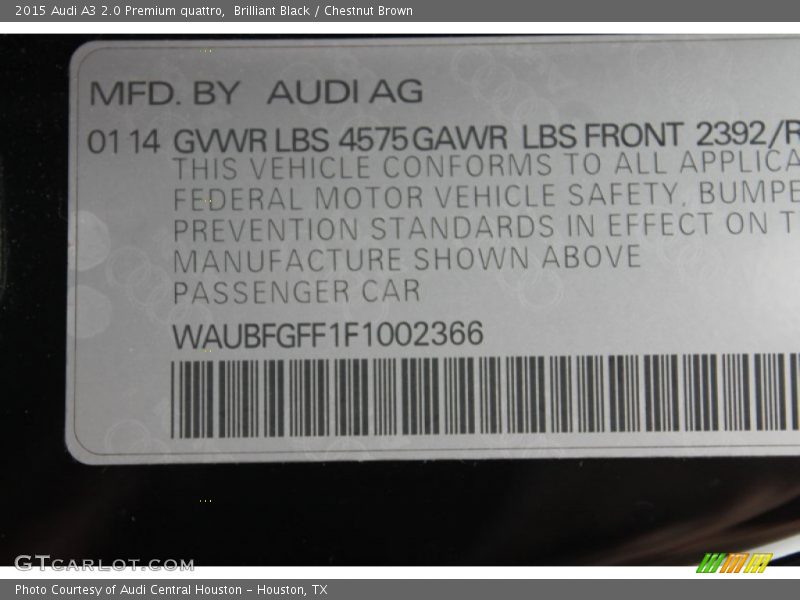 2015 Audi A3 2.0 Premium quattro, Brilliant Black / Chestnut Brown
MFD. BY AUDI AG
01 14 GVWR LBS 4575 GAWR LBS FRONT 2392/R
THIS VEHICLE CONFORMS TO ALL APPLICA
FEDERAL MOTOR VEHICLE SAFETY, BUMPE
PREVENTION STANDARDS IN EFFECT ON T
MANUFACTURE SHOWN ABOVE
PASSENGER CAR
WAUBFGFF1F1002366
GTCARLOT.COM
Photo Courtesy of Audi Central Houston - Houston, TX